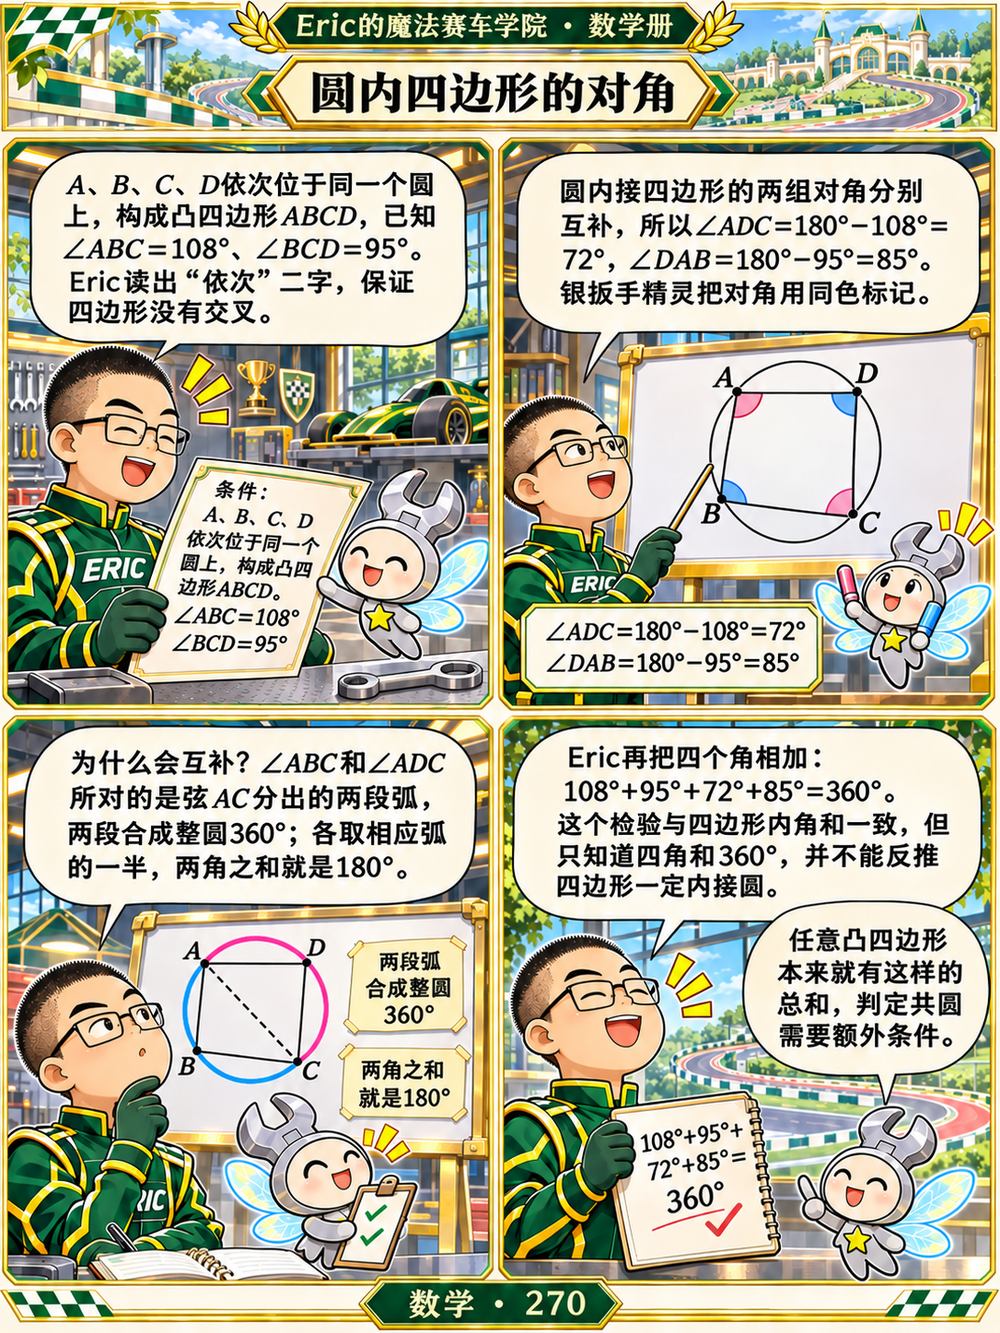 Eric的魔法赛车学院 · 数学册
圆内四边形的对角
A、B、C、D依次位于同一个圆
上，构成凸四边形ABCD，已知
∠ABC=108°、∠BCD=95°。
Eric读出“依次”二字，保证
四边形没有交叉。
条件：
A、B、C、D
依次位于同一个
圆上，构成凸四
边形ABCD。
∠ABC=108°
∠BCD=95°
ERIC
圆内接四边形的两组对角分别
互补，所以∠ADC=180°−108°=
72°，∠DAB=180°−95°=85°。
银扳手精灵把对角用同色标记。
A
D
B
C
ERIC
∠ADC=180°−108°=72°
∠DAB=180°−95°=85°
为什么会互补？∠ABC和∠ADC
所对的是弦AC分出的两段弧，
两段合成整圆360°；各取相应弧
的一半，两角之和就是180°。
A
D
B
C
两段弧
合成整圆
360°
两角之和
就是180°
RIC
Eric再把四个角相加：
108°+95°+72°+85°=360°。
这个检验与四边形内角和一致，但
只知道四角和360°，并不能反推
四边形一定内接圆。
任意凸四边形
本来就有这样的
总和，判定共圆
需要额外条件。
108°+95°+
72°+85°=
360°
数学 · 270